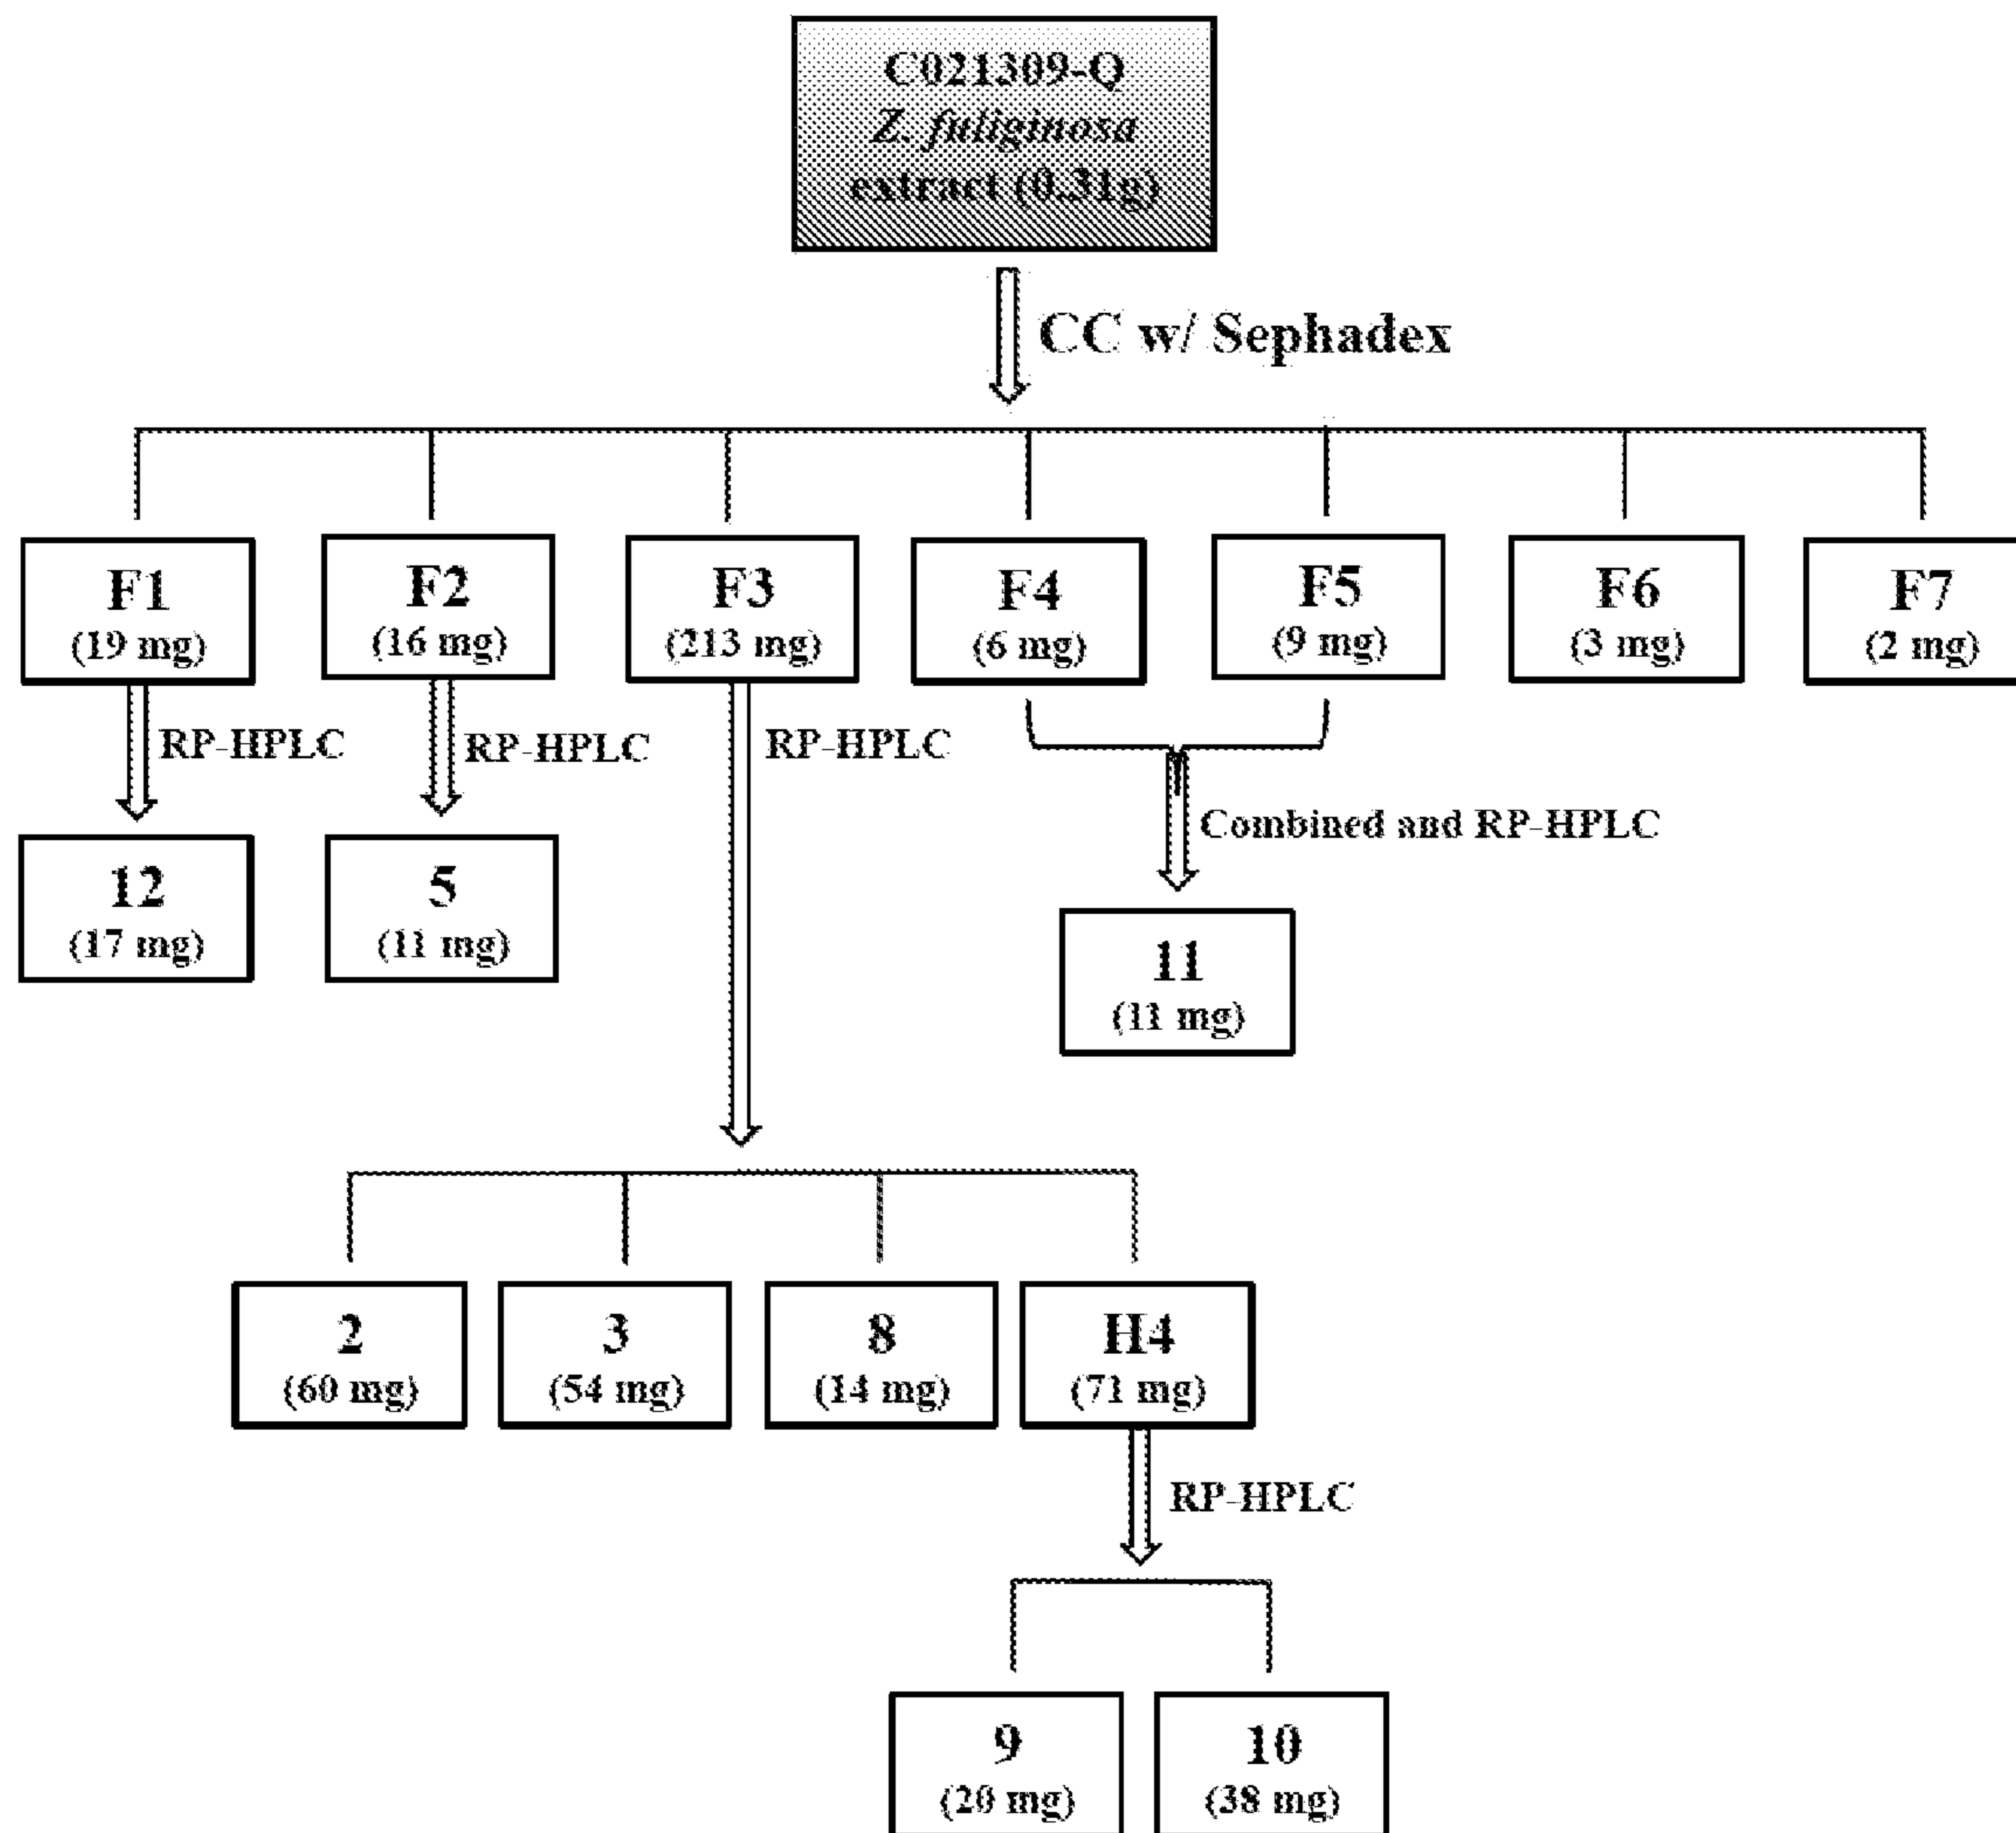 C021309-Q
Z. fuliginosa
extract (0.31g)
CC w/ Sephadex
F1
(19 mg)
F2
(16 mg)
F3
(213 mg)
F4
(6 mg)
F5
(9 mg)
F6
(3 mg)
F7
(2 mg)
RP-HPLC
RP-HPLC
RP-HPLC
Combined and RP-HPLC
12
(17 mg)
5
(11 mg)
11
(11 mg)
2
(60 mg)
3
(54 mg)
8
(14 mg)
H4
(71 mg)
RP-HPLC
9
(20 mg)
10
(38 mg)